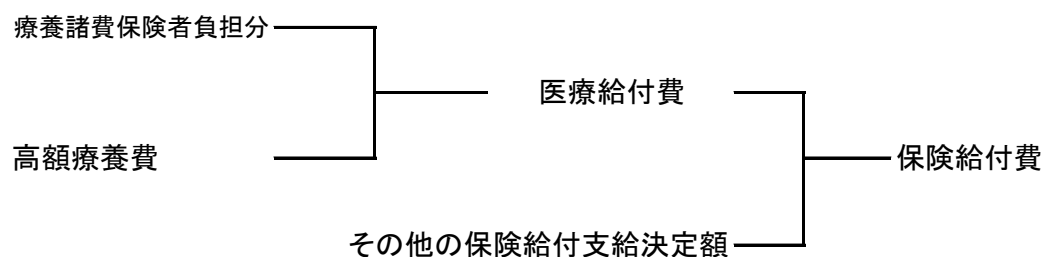 療養諸費保険者負担分
医療給付費
高額療養費
保険給付費
その他の保険給付支給決定額